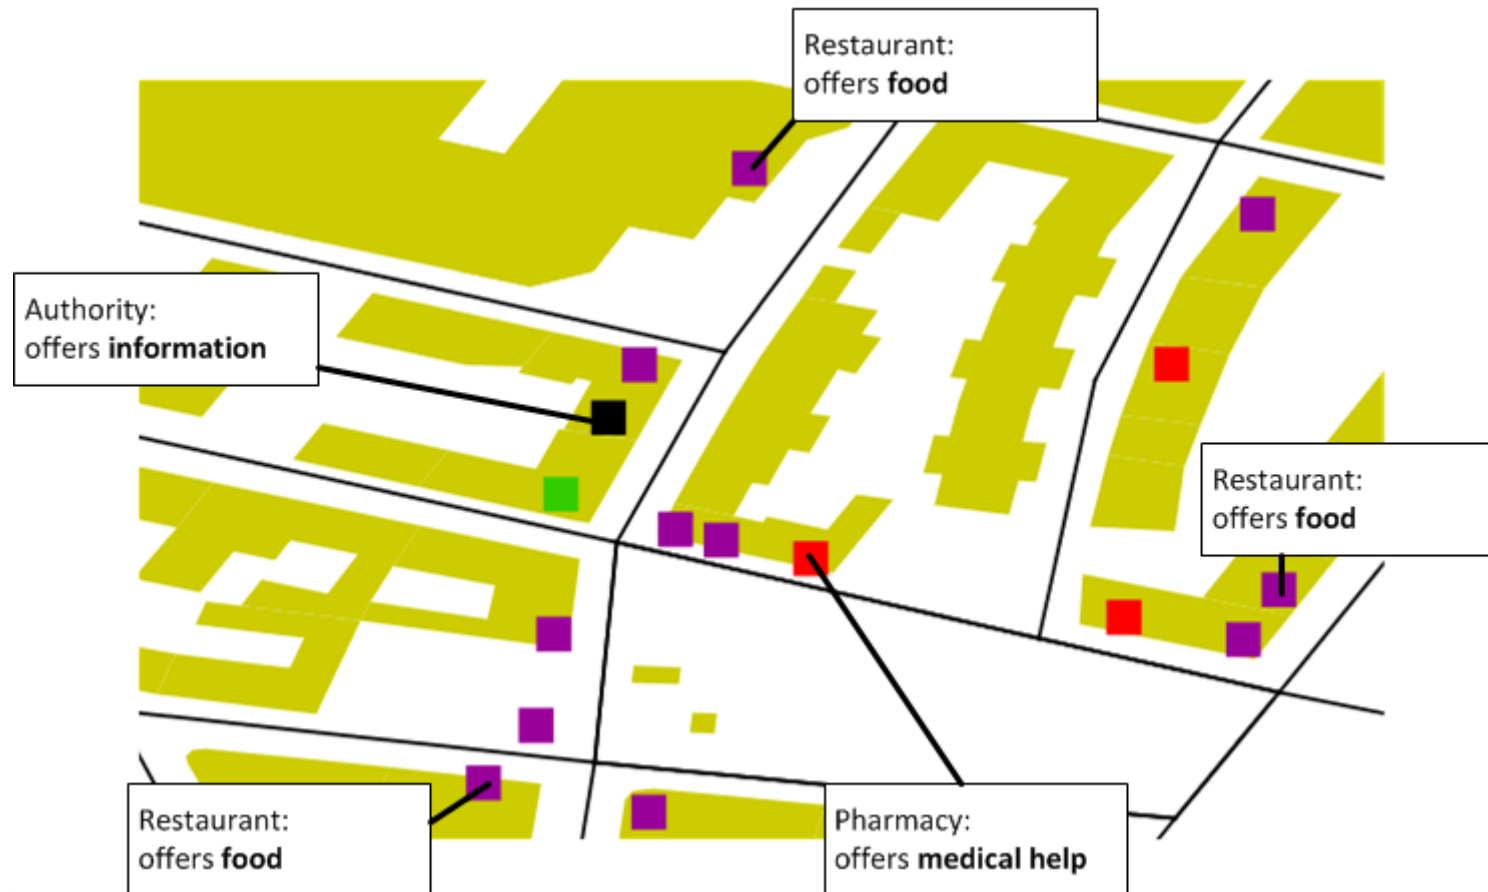 Restaurant:
offers food
Authority:
offers information
Restaurant:
offers food
Restaurant:
offers food
Pharmacy:
offers medical help